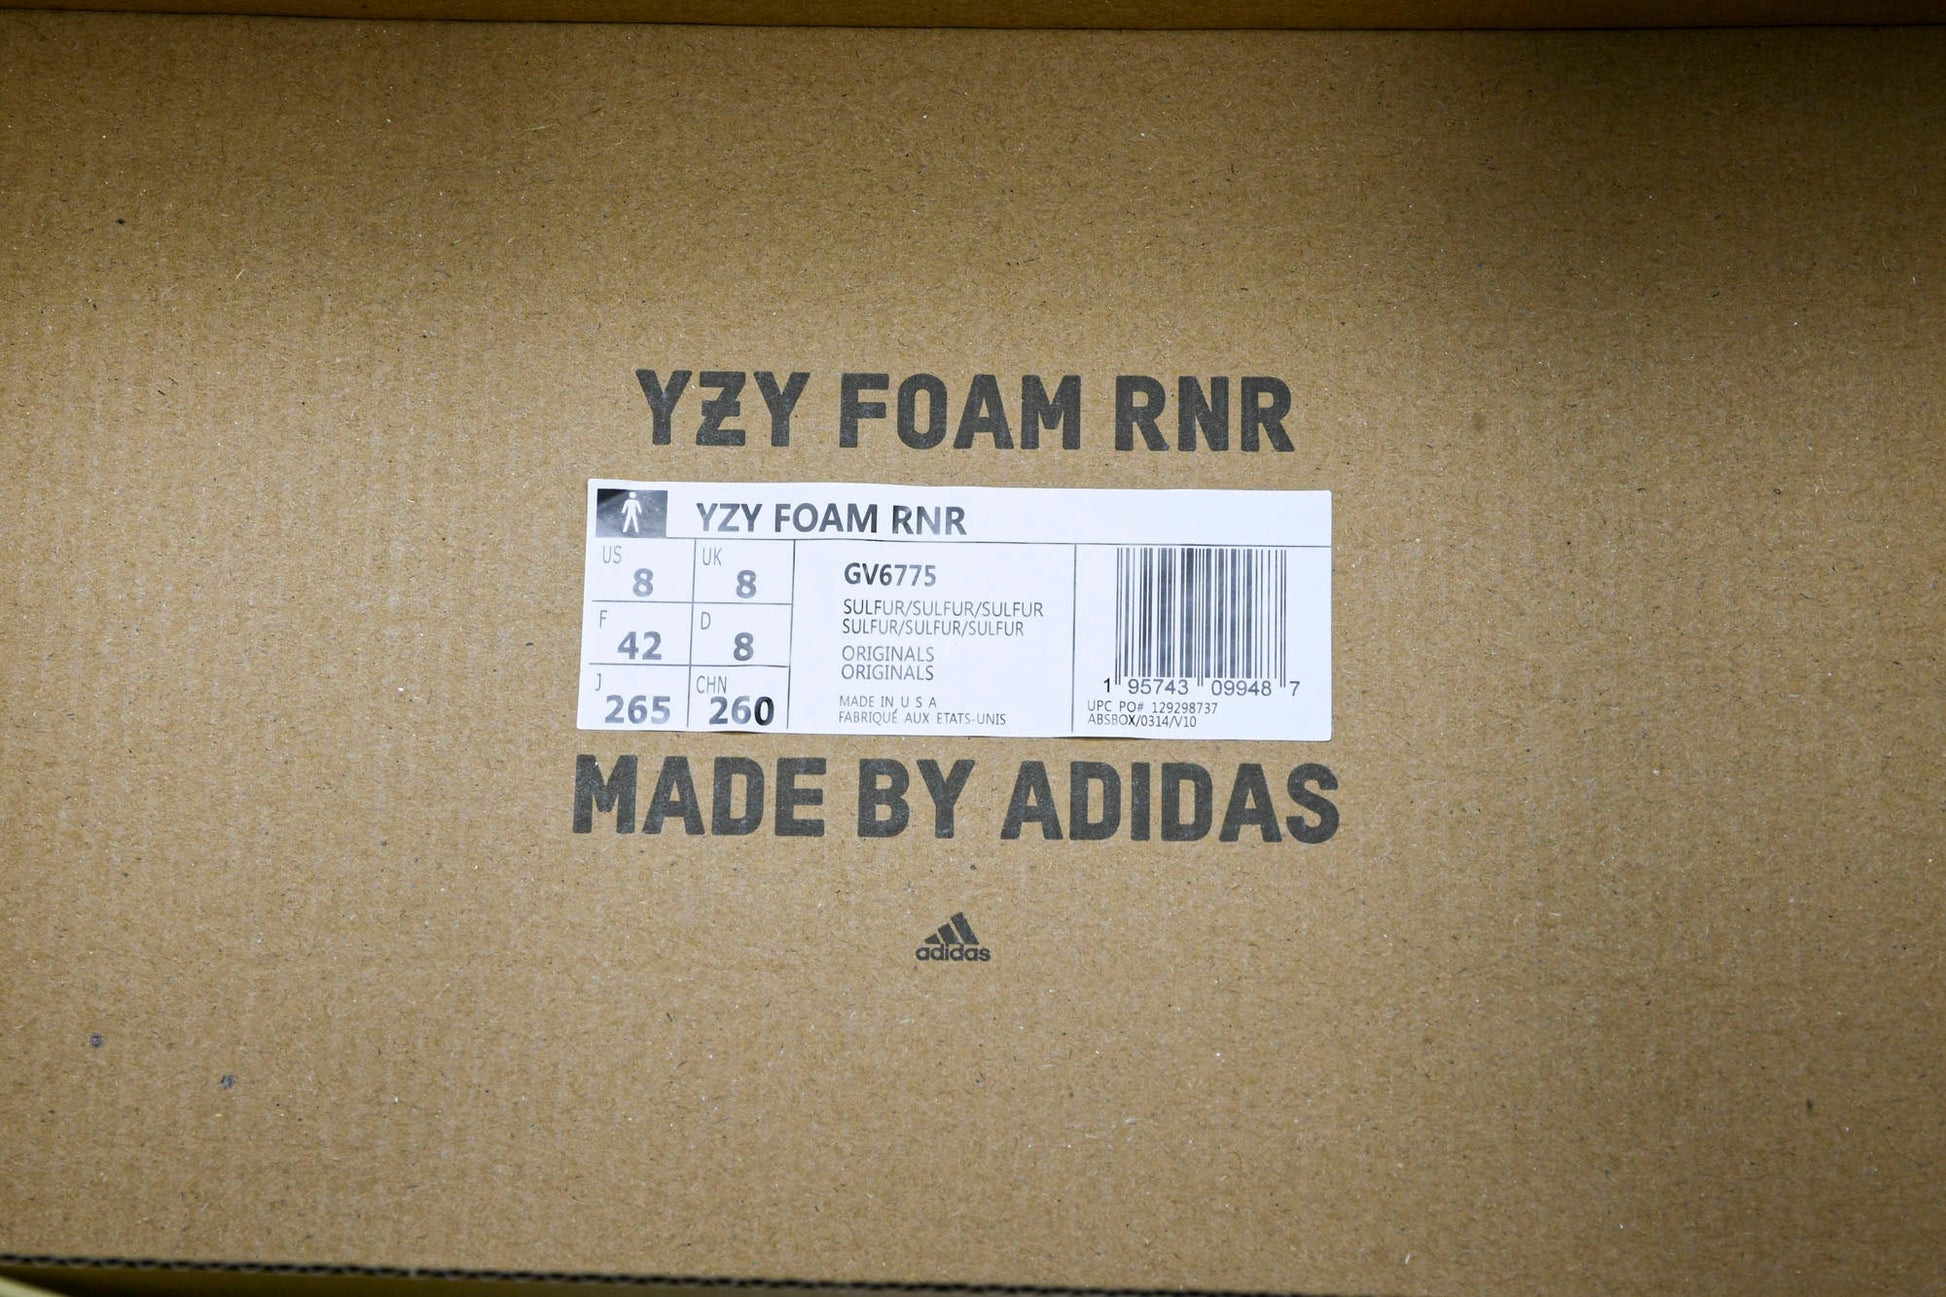 YZY FOAM RNR
YZY FOAM RNR
US 8 UK 8
F 42 D 8
J 265 CHN 260
GV6775
SULFUR/SULFUR/SULFUR
SULFUR/SULFUR/SULFUR
ORIGINALS
ORIGINALS
MADE IN U S A
FABRIQUÉ AUX ETATS-UNIS
1 95743 09948 7
UPC PO# 129298737
ABSBOX/0314/V10
MADE BY ADIDAS
adidas